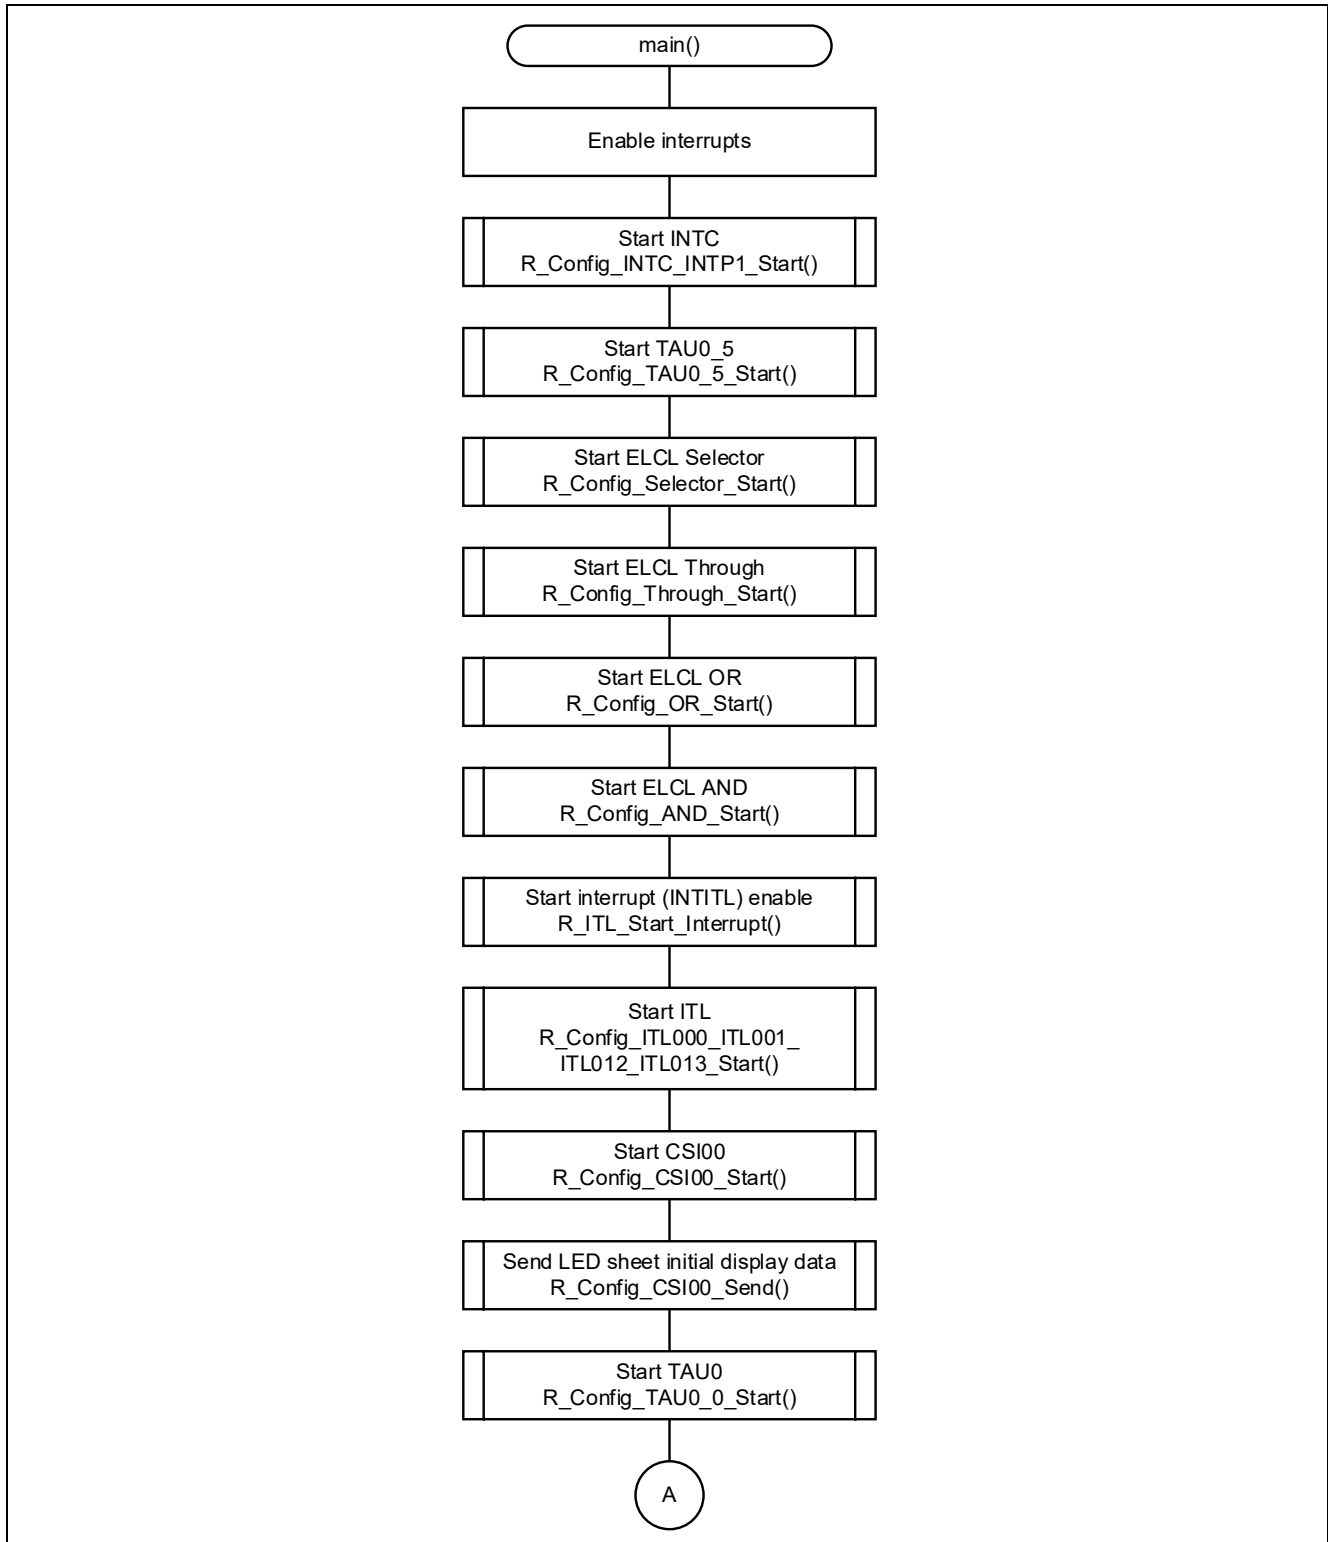 main()
Enable interrupts
Start INTC
R_Config_INTC_INTP1_Start()
Start TAU0_5
R_Config_TAU0_5_Start()
Start ELCL Selector
R_Config_Selector_Start()
Start ELCL Through
R_Config_Through_Start()
Start ELCL OR
R_Config_OR_Start()
Start ELCL AND
R_Config_AND_Start()
Start interrupt (INTITL) enable
R_ITL_Start_Interrupt()
Start ITL
R_Config_ITL000_ITL001_
ITL012_ITL013_Start()
Start CSI00
R_Config_CSI00_Start()
Send LED sheet initial display data
R_Config_CSI00_Send()
Start TAU0
R_Config_TAU0_0_Start()
A